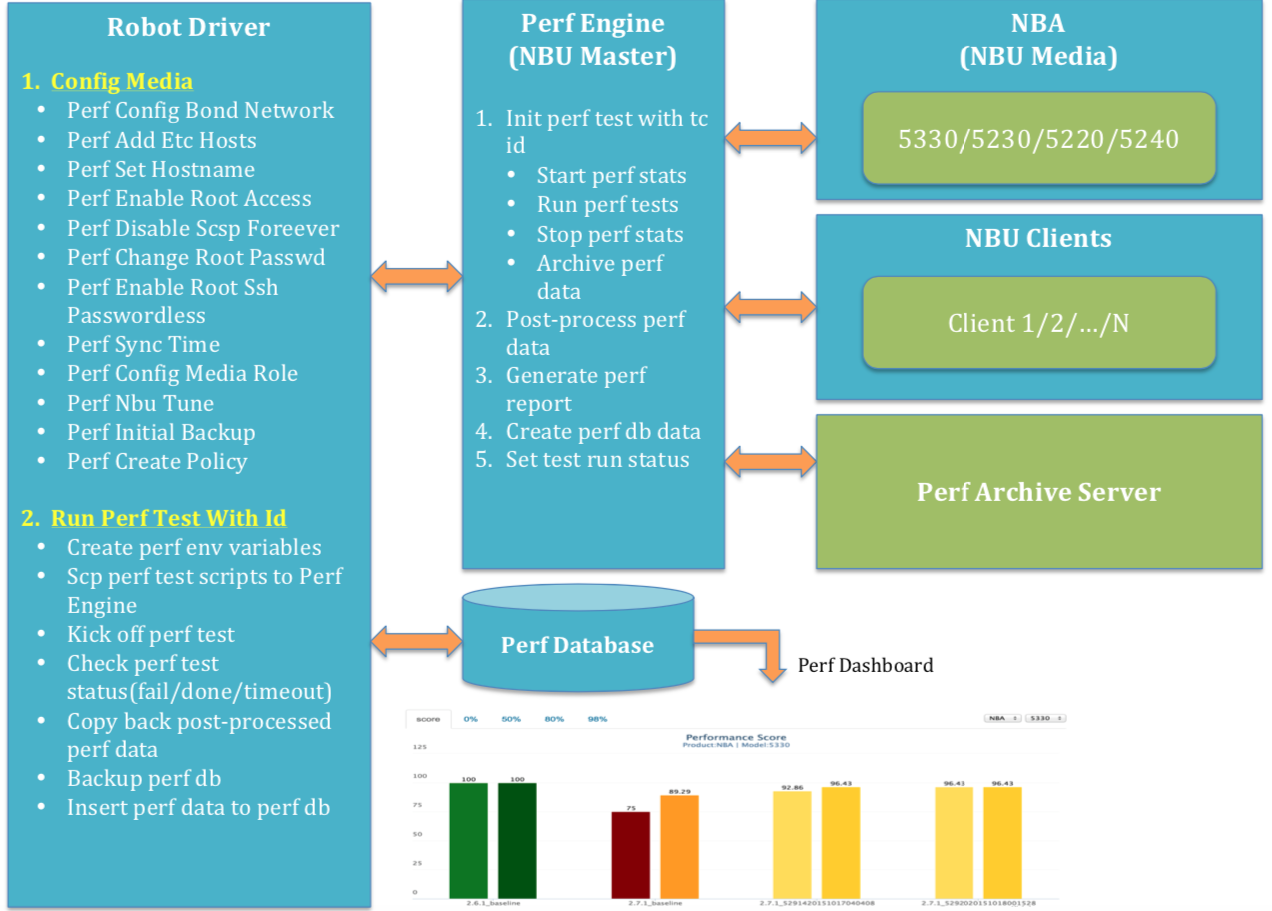 Robot Driver
1. Config Media
• Perf Config Bond Network
• Perf Add Etc Hosts
• Perf Set Hostname
• Perf Enable Root Access
• Perf Disable Scsp Foreever
• Perf Change Root Passwd
• Perf Enable Root Ssh
Passwordless
• Perf Sync Time
• Perf Config Media Role
• Perf Nbu Tune
• Perf Initial Backup
• Perf Create Policy
2. Run Perf Test With Id
• Create perf env variables
• Scp perf test scripts to Perf
Engine
• Kick off perf test
• Check perf test
status(fail/done/timeout)
• Copy back post-processed
perf data
• Backup perf db
• Insert perf data to perf db
Perf Engine
(NBU Master)
1. Init perf test with tc
id
• Start perf stats
• Run perf tests
• Stop perf stats
• Archive perf
data
2. Post-process perf
data
3. Generate perf
report
4. Create perf db data
5. Set test run status
NBA
(NBU Media)
5330/5230/5220/5240
NBU Clients
Client 1/2/.../N
Perf Archive Server
Perf Database
Perf Dashboard
score 0% 50% 80% 98%
NBA 5330
Performance Score
Product:NBA | Model:5330
125
100
75
50
25
0
100 100
75 89.29
92.86 96.43
96.43 96.43
2.6.1_baseline
2.7.1_baseline
2.7.1_5291420151017040408
2.7.1_5292020151018001528